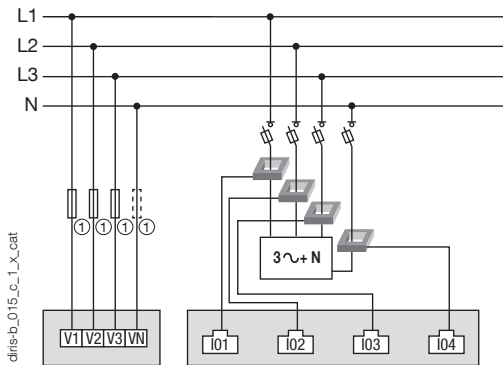 L1
L2
L3
N
① ① ① ①
3∿+ N
V1 V2 V3 VN
I01 I02 I03 I04
diris-b_015_c_1_x_cat